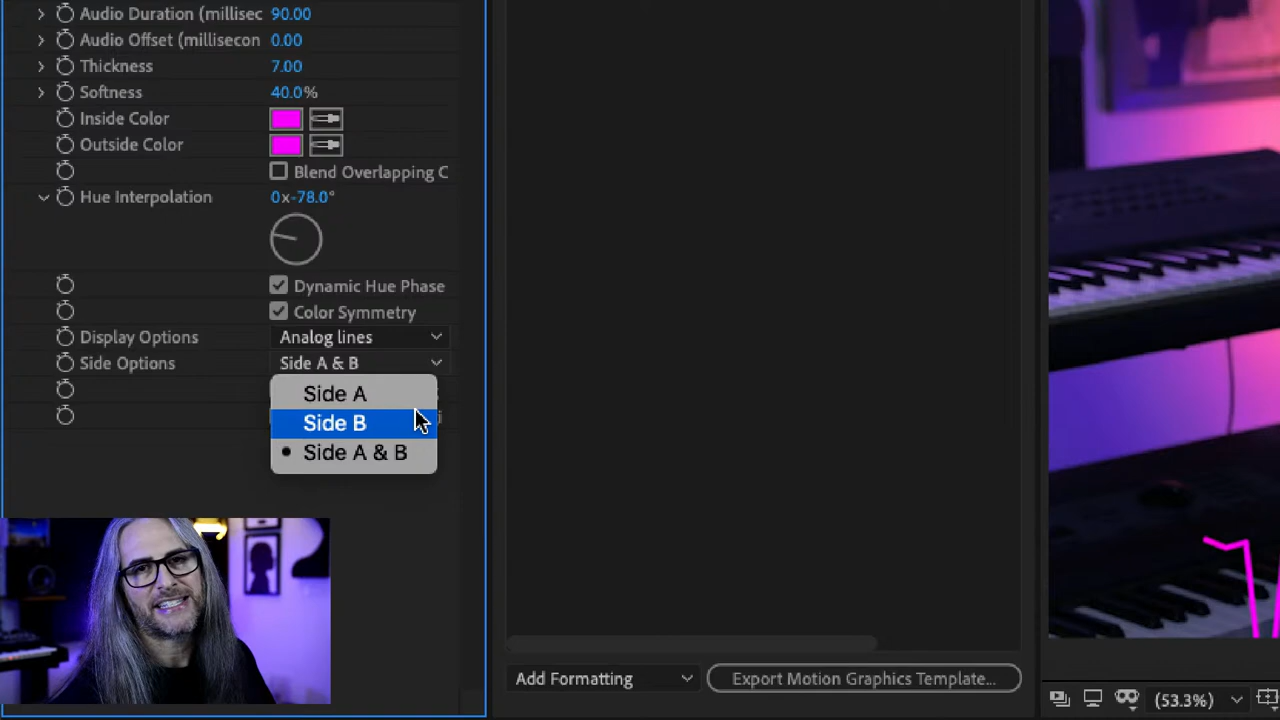 Audio Duration (millisec 90.00
Audio Offset (millisecon 0.00
Thickness 7.00
Softness 40.0%
Inside Color
Outside Color
Blend Overlapping C
Hue Interpolation 0x-78.0°
Dynamic Hue Phase
Color Symmetry
Display Options Analog lines
Side Options Side A & B
Side A
Side B
Side A & B
Add Formatting
Export Motion Graphics Template...
(53.3%)